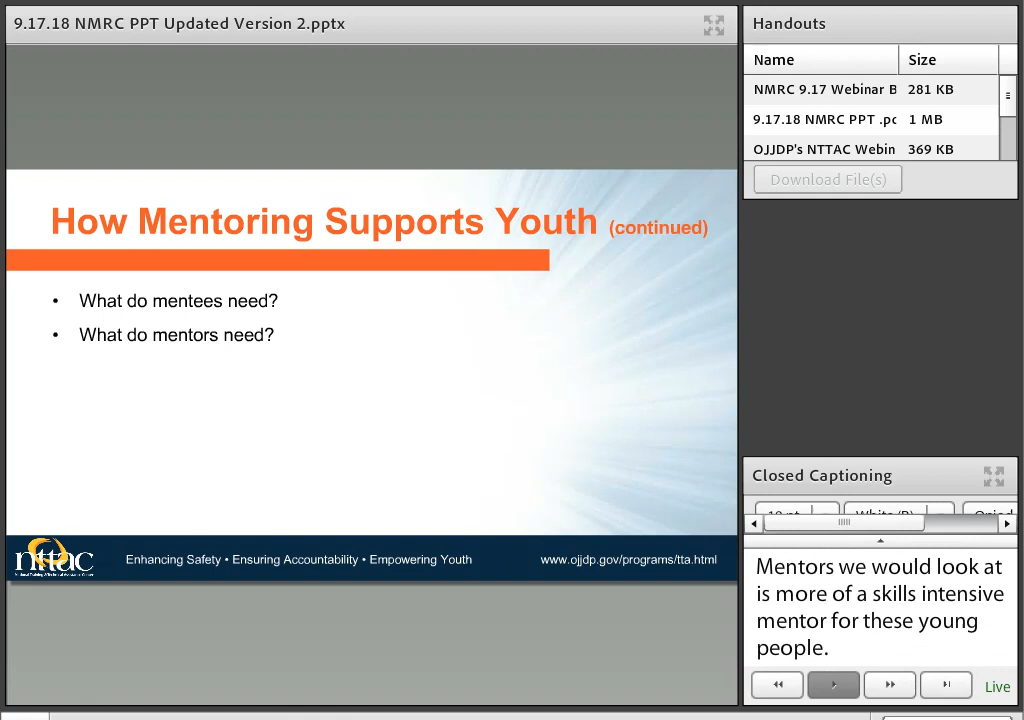 9.17.18 NMRC PPT Updated Version 2.pptx
How Mentoring Supports Youth (continued)
• What do mentees need?
• What do mentors need?
nttac
Enhancing Safety • Ensuring Accountability • Empowering Youth
www.ojjdp.gov/programs/tta.html
Handouts
Name Size
NMRC 9.17 Webinar B 281 KB
9.17.18 NMRC PPT .pc 1 MB
OJJDP's NTTAC Webin 369 KB
Download File(s)
Closed Captioning
Mentors we would look at
is more of a skills intensive
mentor for these young
people.
Live